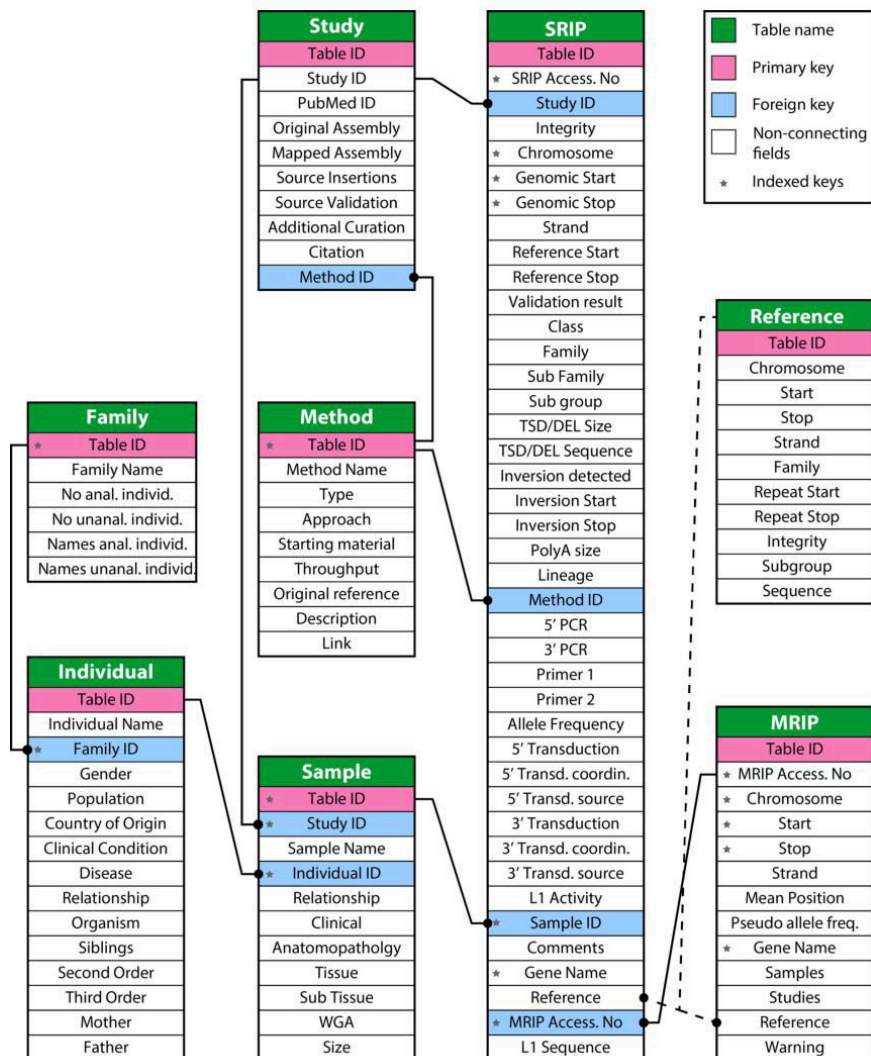 Study
Table ID
Study ID
PubMed ID
Original Assembly
Mapped Assembly
Source Insertions
Source Validation
Additional Curation
Citation
Method ID
SRIP
Table ID
★ SRIP Access. No
Study ID
Integrity
★ Chromosome
★ Genomic Start
★ Genomic Stop
Strand
Reference Start
Reference Stop
Validation result
Class
Family
Sub Family
Sub group
TSD/DEL Size
TSD/DEL Sequence
Inversion detected
Inversion Start
Inversion Stop
PolyA size
Lineage
Method ID
5’ PCR
3’ PCR
Primer 1
Primer 2
Allele Frequency
5’ Transduction
5’ Transd. coordin.
5’ Transd. source
3’ Transduction
3’ Transd. coordin.
3’ Transd. source
L1 Activity
★ Sample ID
Comments
★ Gene Name
Reference
★ MRIP Access. No
L1 Sequence
Table name
Primary key
Foreign key
Non-connecting
fields
★ Indexed keys
Family
★ Table ID
Family Name
No anal. individ.
No unanal. individ.
Names anal. individ.
Names unanal. individ.
Method
★ Table ID
Method Name
Type
Approach
Starting material
Throughput
Original reference
Description
Link
Reference
Table ID
Chromosome
Start
Stop
Strand
Family
Repeat Start
Repeat Stop
Integrity
Subgroup
Sequence
Individual
Table ID
Individual Name
★ Family ID
Gender
Population
Country of Origin
Clinical Condition
Disease
Relationship
Organism
Siblings
Second Order
Third Order
Mother
Father
Sample
★ Table ID
★ Study ID
Sample Name
★ Individual ID
Relationship
Clinical
Anatomopatholgy
Tissue
Sub Tissue
WGA
Size
MRIP
Table ID
★ MRIP Access. No
★ Chromosome
★ Start
★ Stop
Strand
Mean Position
Pseudo allele freq.
★ Gene Name
Samples
Studies
Reference
Warning